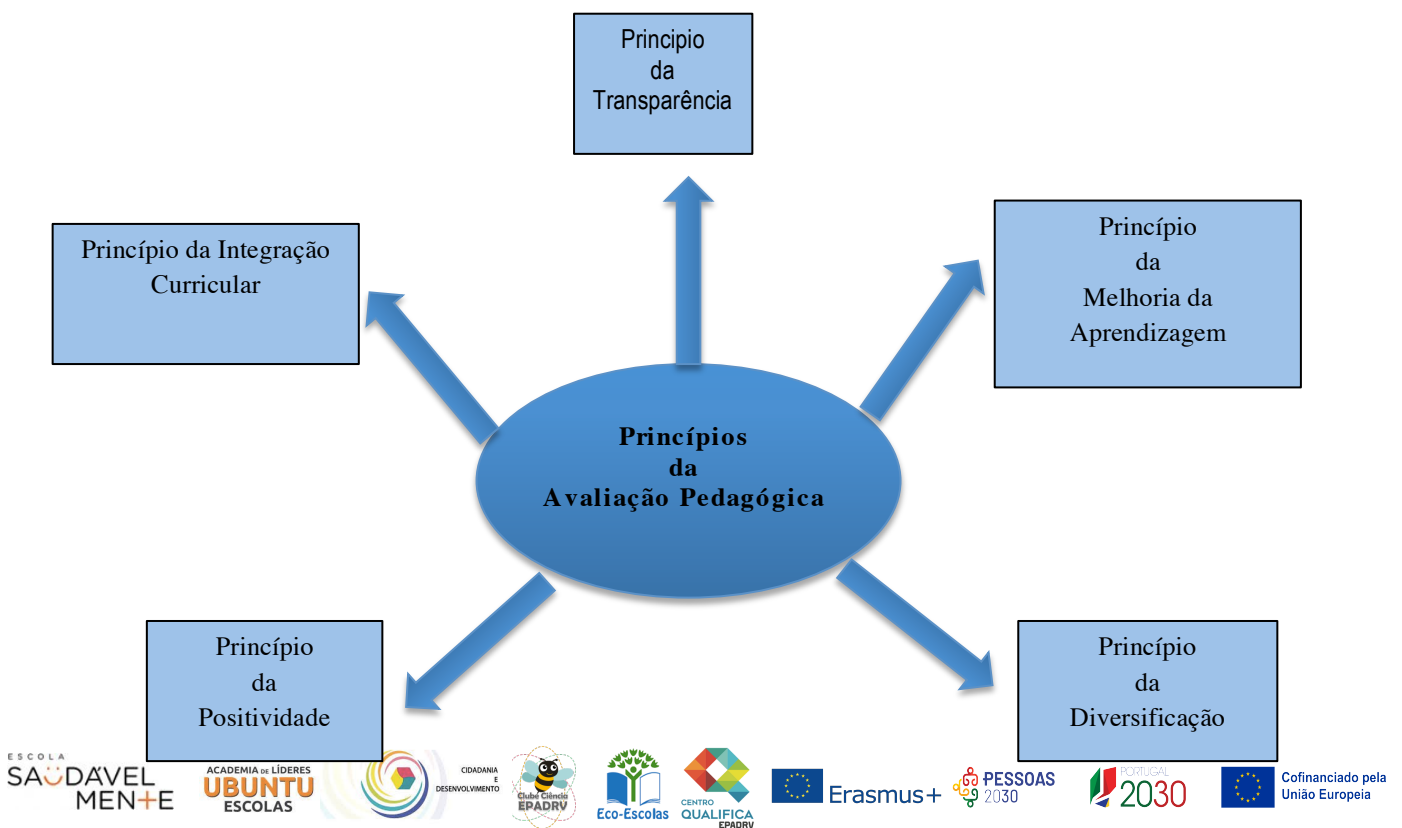 Principio
da
Transparência
Princípio da Integração
Curricular
Princípio
da
Melhoria da
Aprendizagem
Princípios
da
Avaliação Pedagógica
Princípio
da
Positividade
Princípio
da
Diversificação
ESCOLA
SAUDÁVEL
MENTE
ACADEMIA DE LÍDERES
UBUNTU
ESCOLAS
CIDADANIA
E
DESENVOLVIMENTO
Clube Ciência
EPADRV
Eco-Escolas
CENTRO
QUALIFICA
EPADRV
Erasmus+
PESSOAS
2030
PORTUGAL
2030
Cofinanciado pela
União Europeia